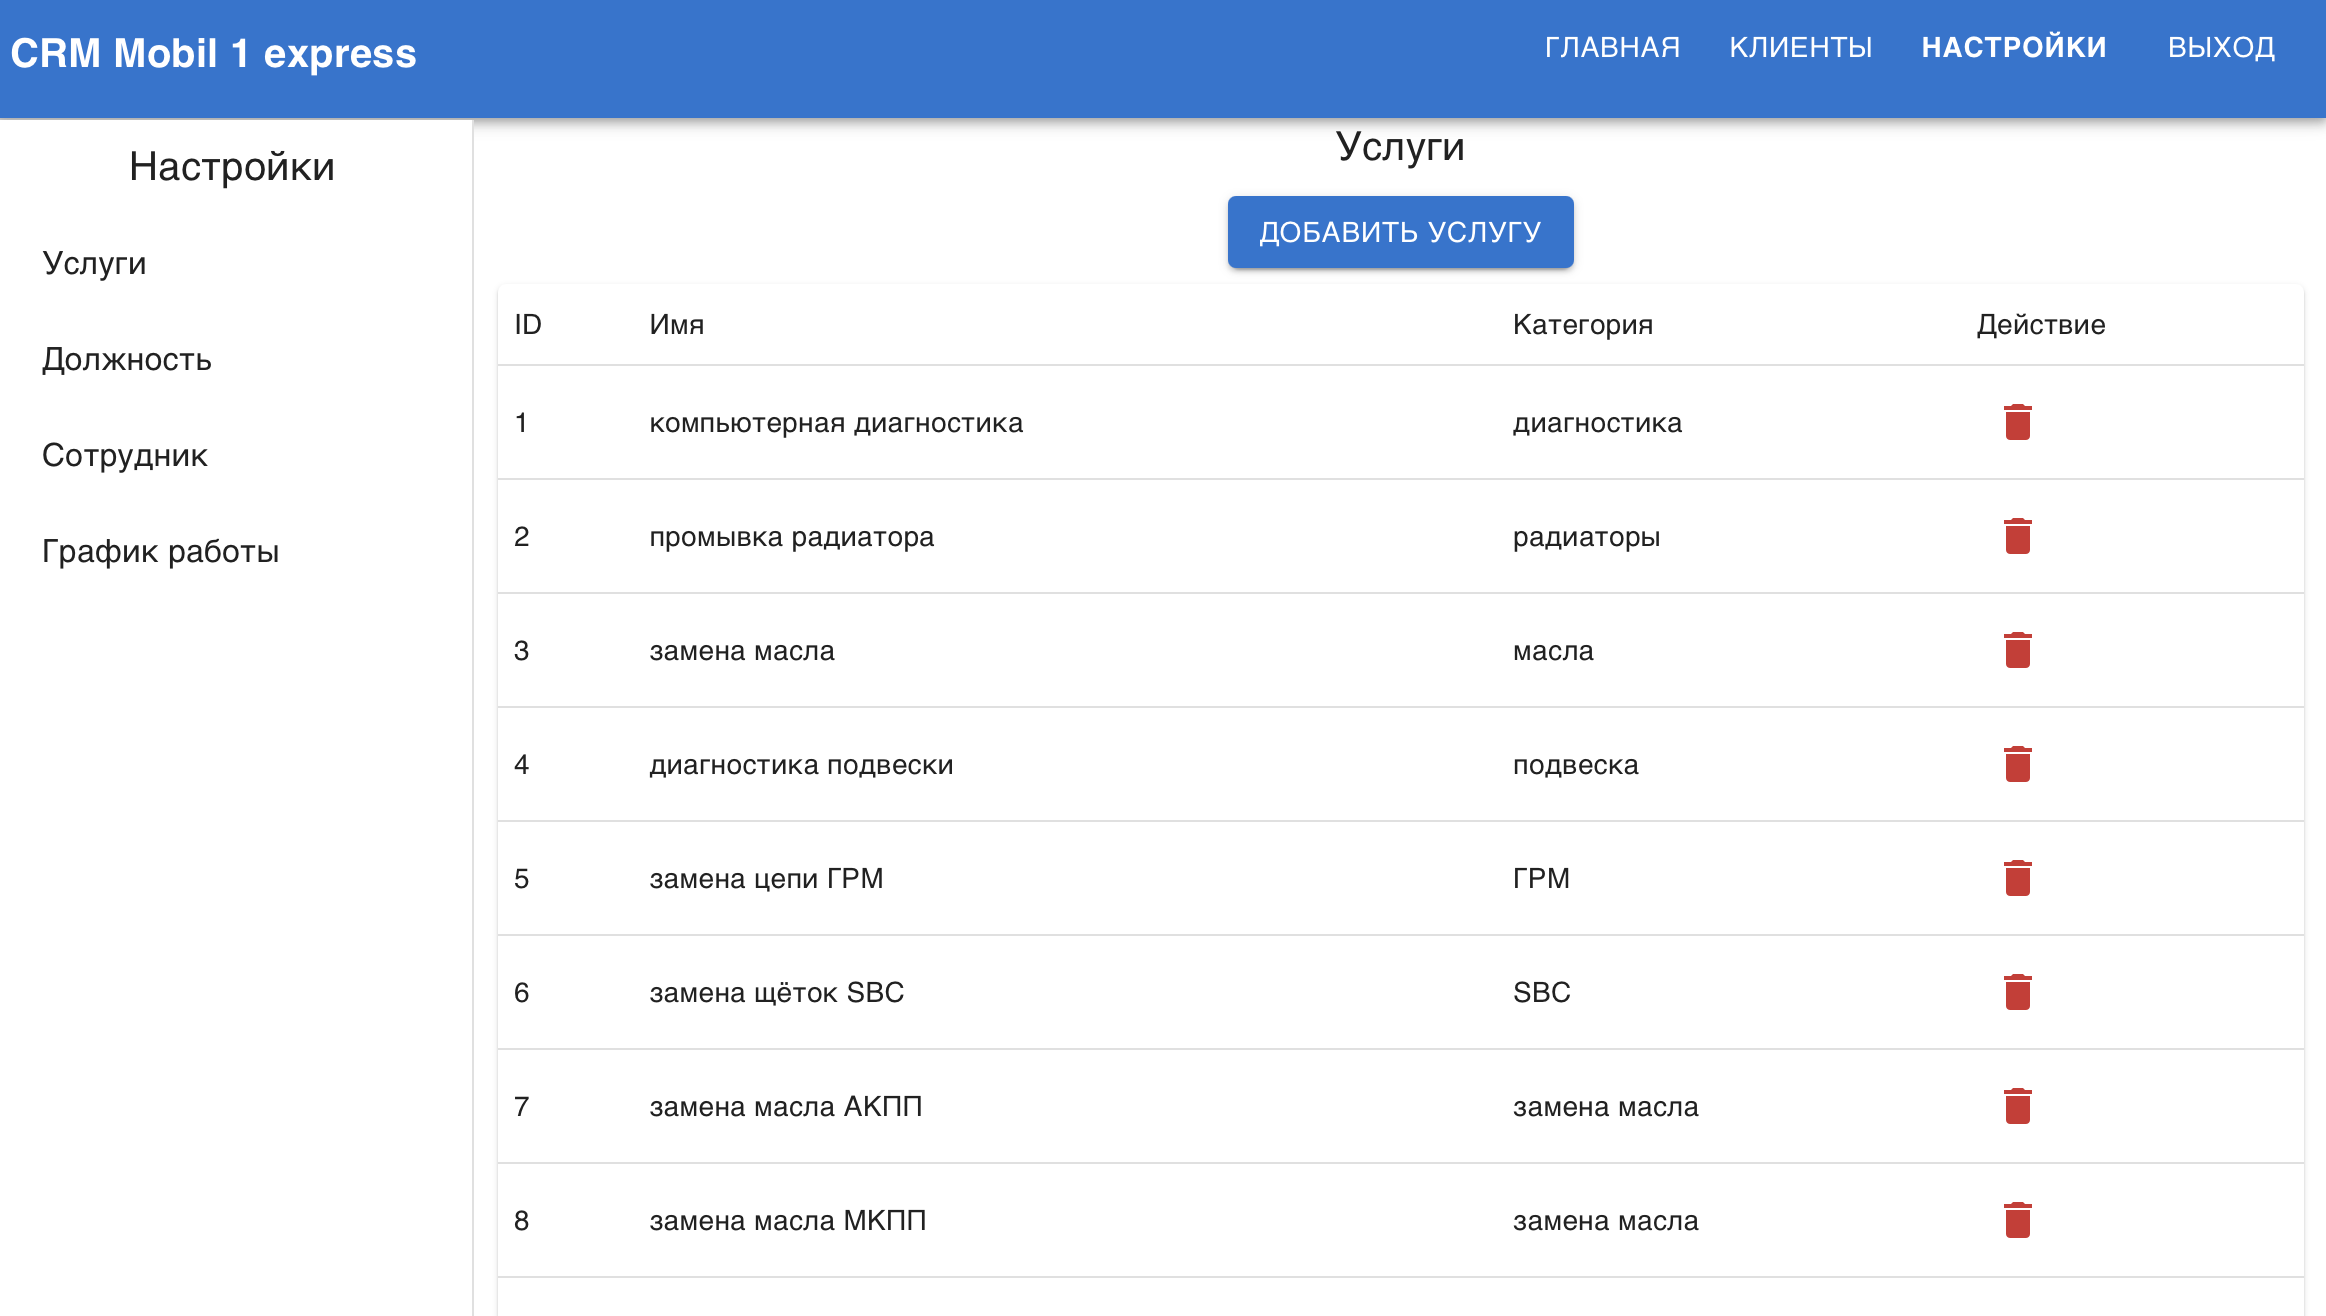 CRM Mobil 1 express
ГЛАВНАЯ КЛИЕНТЫ НАСТРОЙКИ ВЫХОД
Настройки
Услуги
Должность
Сотрудник
График работы
Услуги
ДОБАВИТЬ УСЛУГУ
ID Имя Категория Действие
1 компьютерная диагностика диагностика
2 промывка радиатора радиаторы
3 замена масла масла
4 диагностика подвески подвеска
5 замена цепи ГРМ ГРМ
6 замена щёток SBC SBC
7 замена масла АКПП замена масла
8 замена масла МКПП замена масла